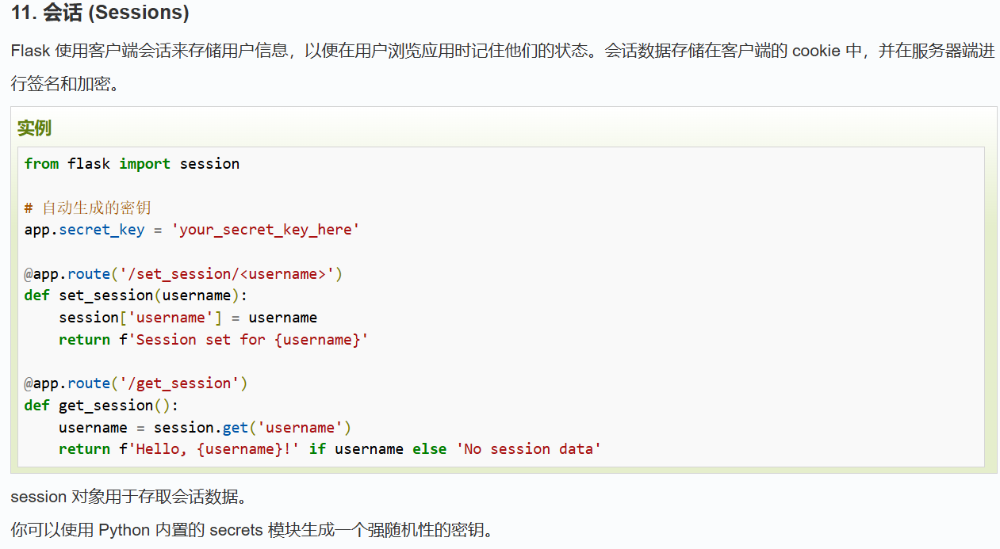 11. 会话 (Sessions)
Flask 使用客户端会话来存储用户信息，以便在用户浏览应用时记住他们的状态。会话数据存储在客户端的 cookie 中，并在服务器端进
行签名和加密。
实例
from flask import session
# 自动生成的密钥
app.secret_key = 'your_secret_key_here'
@app.route('/set_session/<username>')
def set_session(username):
    session['username'] = username
    return f'Session set for {username}'
@app.route('/get_session')
def get_session():
    username = session.get('username')
    return f'Hello, {username}!' if username else 'No session data'
session 对象用于存取会话数据。
你可以使用 Python 内置的 secrets 模块生成一个强随机性的密钥。